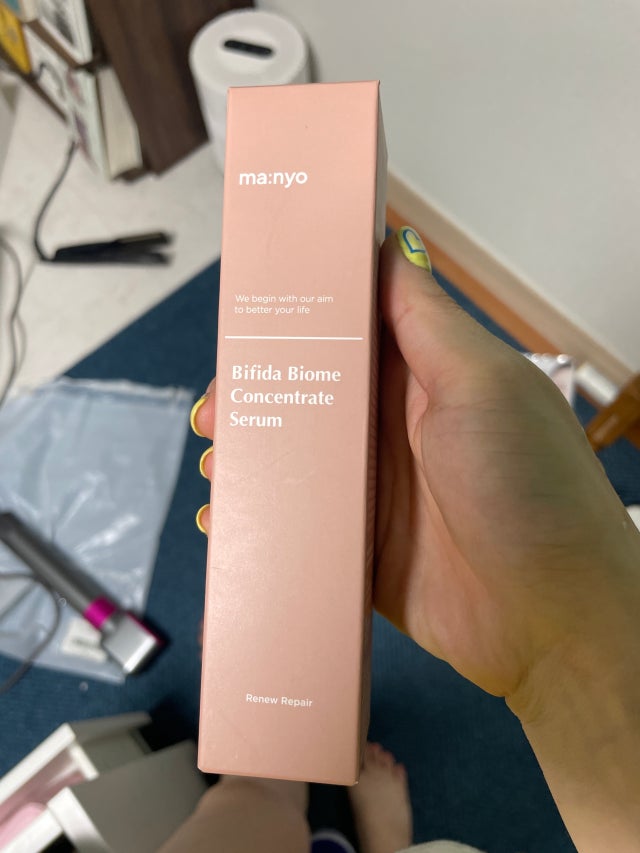 ma:nyo
We begin with our aim
to better your life
Bifida Biome
Concentrate
Serum
Renew Repair